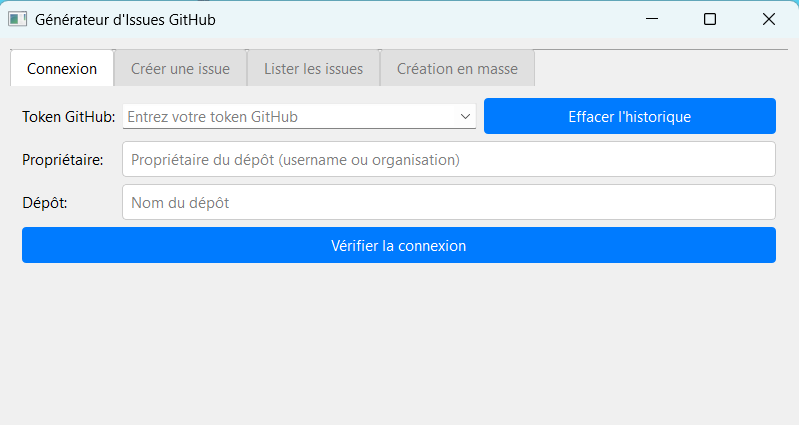 Générateur d'Issues GitHub
Connexion
Créer une issue
Lister les issues
Création en masse
Token GitHub:
Entrez votre token GitHub
Effacer l'historique
Propriétaire:
Propriétaire du dépôt (username ou organisation)
Dépôt:
Nom du dépôt
Vérifier la connexion